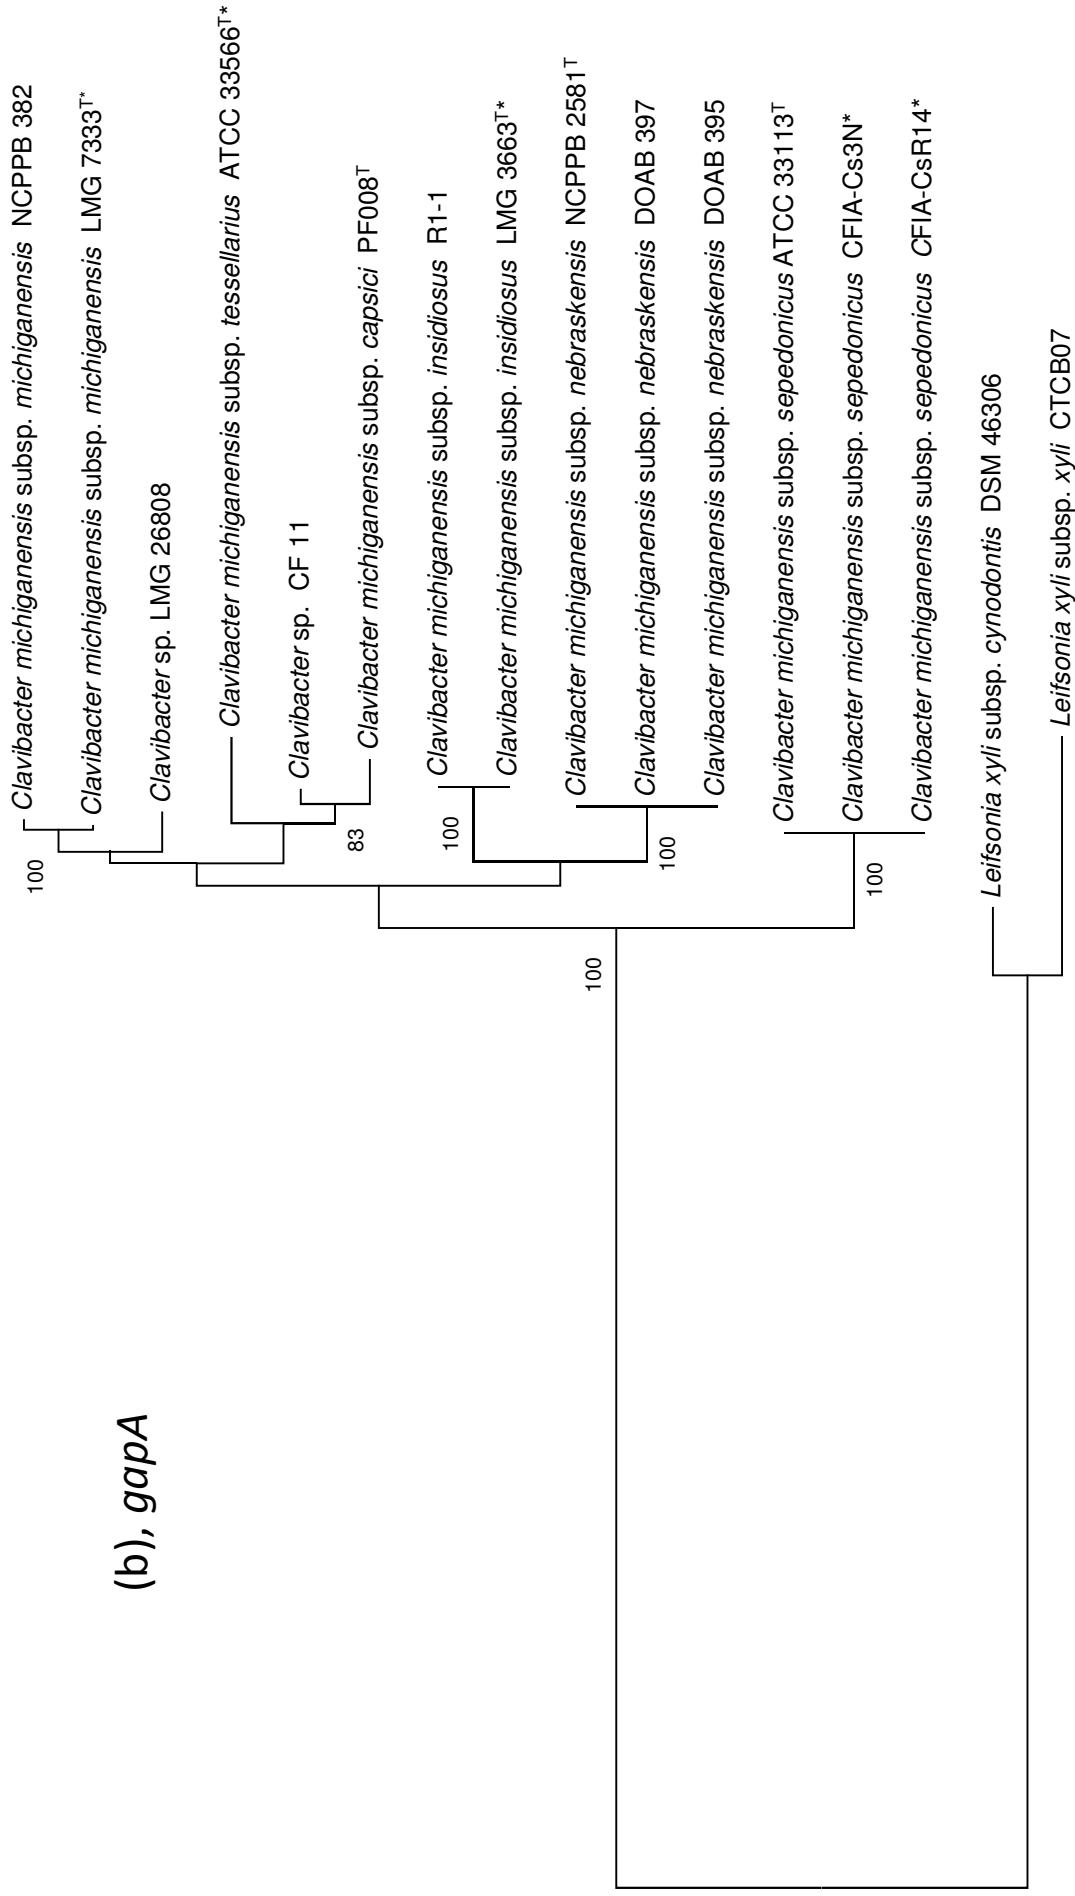 (b), gapA
Clavibacter michiganensis subsp. michiganensis NCPPB 382
Clavibacter michiganensis subsp. michiganensis LMG 7333ᵀ*
Clavibacter sp. LMG 26808
Clavibacter michiganensis subsp. tessellarius ATCC 33566ᵀ*
Clavibacter sp. CF 11
Clavibacter michiganensis subsp. capsici PF008ᵀ
Clavibacter michiganensis subsp. insidiosus R1-1
Clavibacter michiganensis subsp. insidiosus LMG 3663ᵀ*
Clavibacter michiganensis subsp. nebraskensis NCPPB 2581ᵀ
Clavibacter michiganensis subsp. nebraskensis DOAB 397
Clavibacter michiganensis subsp. nebraskensis DOAB 395
Clavibacter michiganensis subsp. sepedonicus ATCC 33113ᵀ
Clavibacter michiganensis subsp. sepedonicus CFIA-Cs3N*
Clavibacter michiganensis subsp. sepedonicus CFIA-CsR14*
Leifsonia xyli subsp. cynodontis DSM 46306
Leifsonia xyli subsp. xyli CTCB07
100
83
100
100
100
100